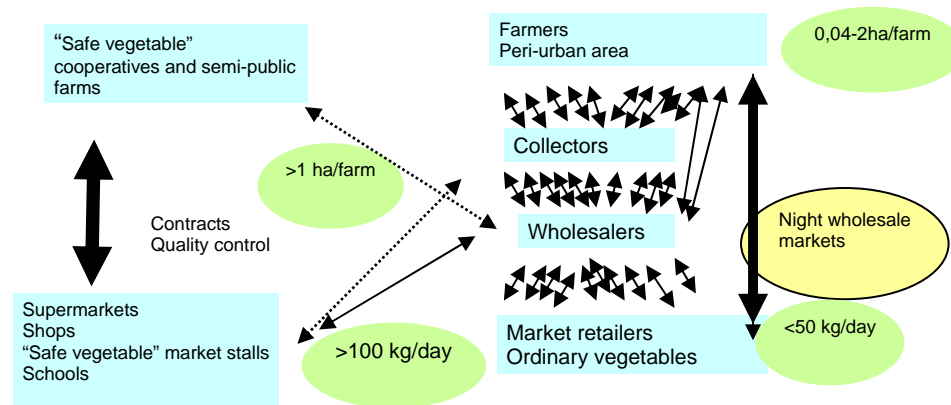 “Safe vegetable”
cooperatives and semi-public
farms
>1 ha/farm
Contracts
Quality control
Supermarkets
Shops
“Safe vegetable” market stalls
Schools
>100 kg/day
Farmers
Peri-urban area
0,04-2ha/farm
Collectors
Wholesalers
Night wholesale
markets
Market retailers
Ordinary vegetables
<50 kg/day